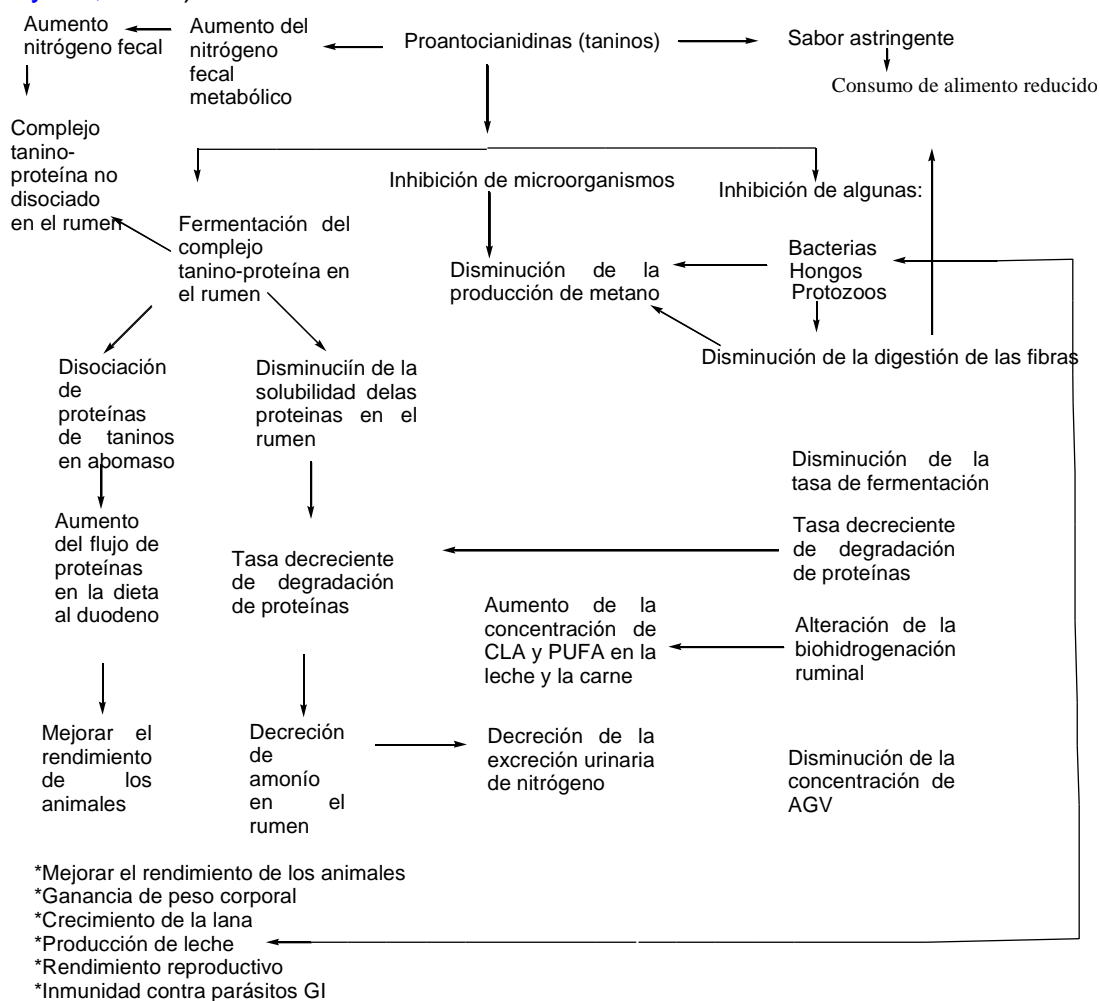 Aumento
nitrógeno fecal
Aumento del
nitrógeno
fecal
metabólico
Proantocianidinas (taninos)
Sabor astringente
Consumo de alimento reducido
Complejo
tanino-
proteína no
disociado
en el rumen
Inhibición de microorganismos
Inhibición de algunas:
Fermentación del
complejo
tanino-proteína en
el rumen
Disminución de la
producción de metano
Bacterias
Hongos
Protozoos
Disminución de la digestión de las fibras
Disociación
de
proteínas
de taninos
en abomaso
Disminuciín de la
solubilidad delas
proteinas en el
rumen
Disminución de la
tasa de fermentación
Aumento
del flujo de
proteínas
en la dieta
al duodeno
Tasa decreciente
de degradación
de proteínas
Tasa decreciente
de degradación
de proteínas
Aumento de la
concentración de
CLA y PUFA en la
leche y la carne
Alteración de la
biohidrogenación
ruminal
Mejorar el
rendimiento
de los
animales
Decreción
de
amonío
en el
rumen
Decreción de la
excreción urinaria
de nitrógeno
Disminución de la
concentración de
AGV
*Mejorar el rendimiento de los animales
*Ganancia de peso corporal
*Crecimiento de la lana
*Producción de leche
*Rendimiento reproductivo
*Inmunidad contra parásitos GI